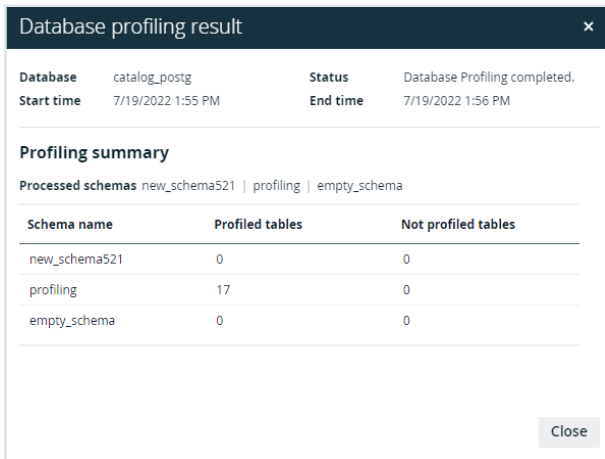 Database profiling result ×
Database catalog_postg Status Database Profiling completed.
Start time 7/19/2022 1:55 PM End time 7/19/2022 1:56 PM
Profiling summary
Processed schemas new_schema521 | profiling | empty_schema
Schema name Profiled tables Not profiled tables
new_schema521 0 0
profiling 17 0
empty_schema 0 0
Close